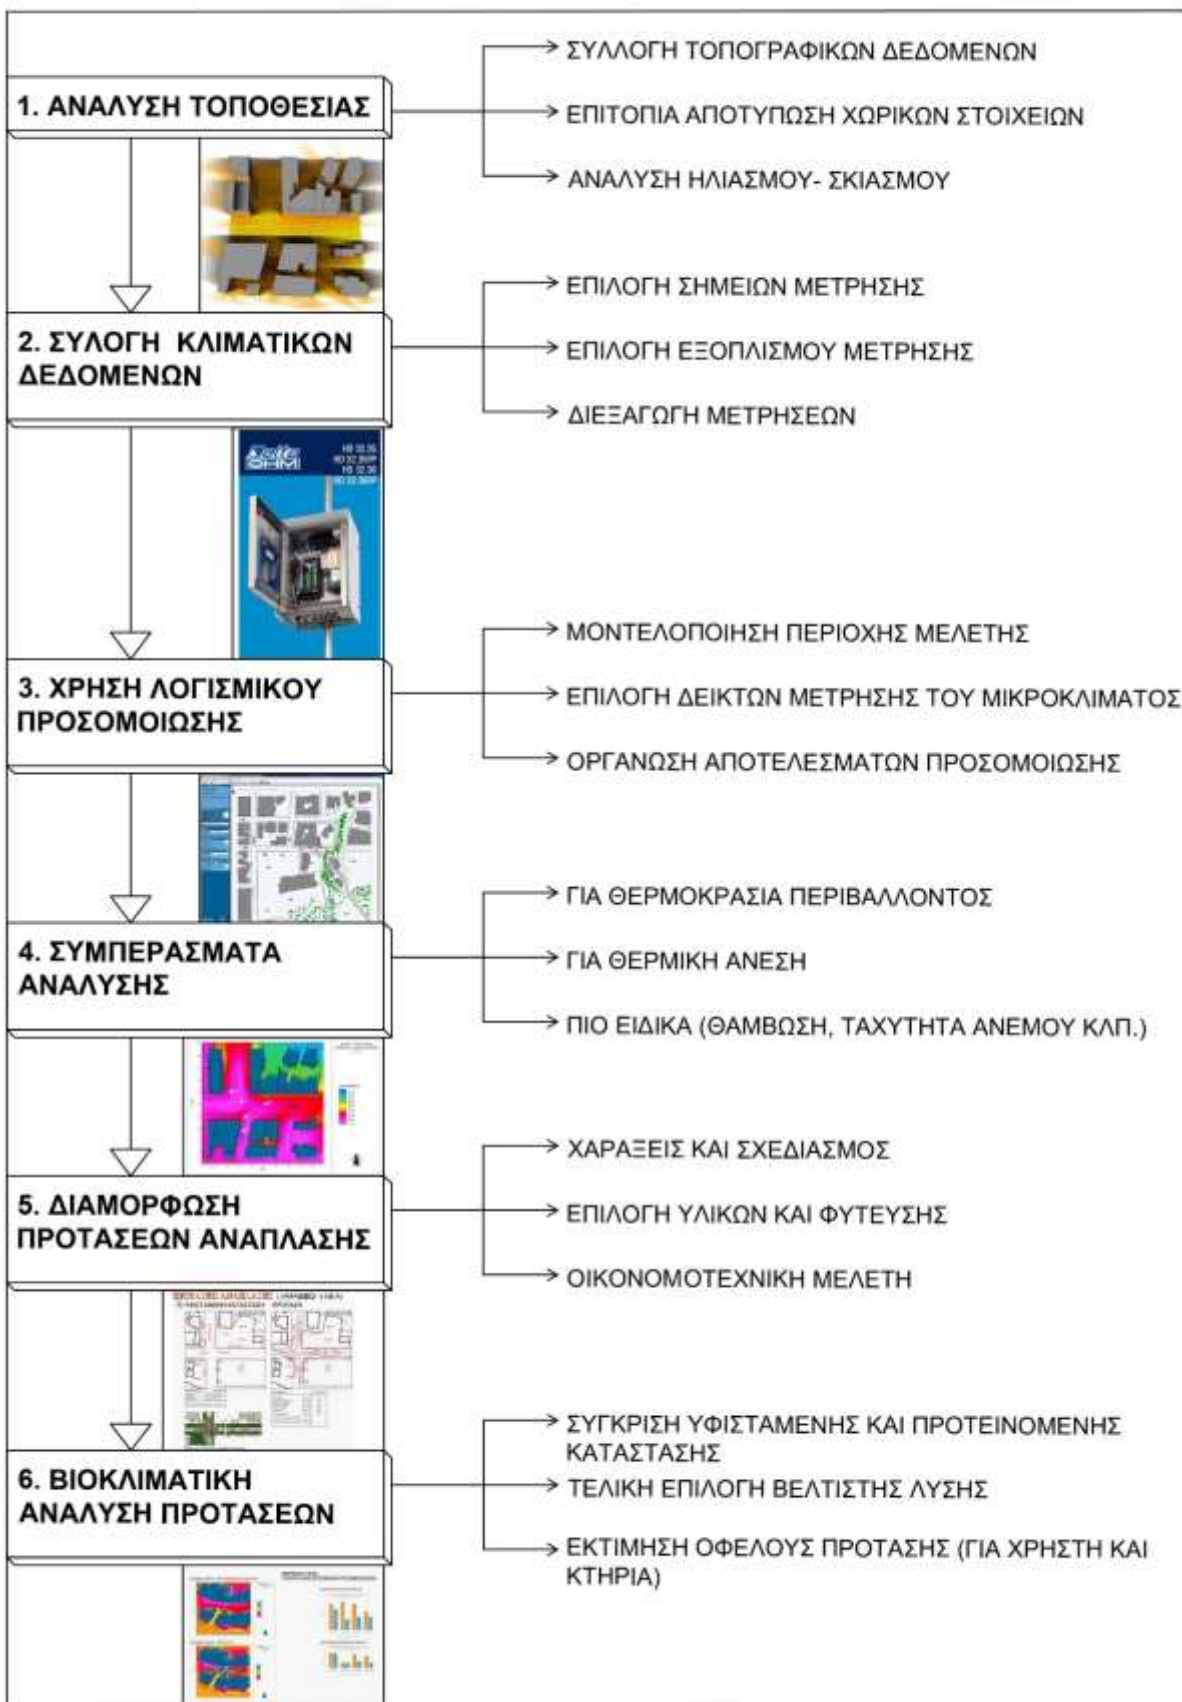 ΣΥΛΛΟΓΗ ΤΟΠΟΓΡΑΦΙΚΩΝ ΔΕΔΟΜΕΝΩΝ
1. ΑΝΑΛΥΣΗ ΤΟΠΟΘΕΣΙΑΣ
ΕΠΙΤΟΠΙΑ ΑΠΟΤΥΠΩΣΗ ΧΩΡΙΚΩΝ ΣΤΟΙΧΕΙΩΝ
ΑΝΑΛΥΣΗ ΗΛΙΑΣΜΟΥ- ΣΚΙΑΣΜΟΥ
ΕΠΙΛΟΓΗ ΣΗΜΕΙΩΝ ΜΕΤΡΗΣΗΣ
2. ΣΥΛΟΓΗ ΚΛΙΜΑΤΙΚΩΝ
ΔΕΔΟΜΕΝΩΝ
ΕΠΙΛΟΓΗ ΕΞΟΠΛΙΣΜΟΥ ΜΕΤΡΗΣΗΣ
ΔΙΕΞΑΓΩΓΗ ΜΕΤΡΗΣΕΩΝ
OHM
ΜΟΝΤΕΛΟΠΟΙΗΣΗ ΠΕΡΙΟΧΗΣ ΜΕΛΕΤΗΣ
3. ΧΡΗΣΗ ΛΟΓΙΣΜΙΚΟΥ
ΠΡΟΣΟΜΟΙΩΣΗΣ
ΕΠΙΛΟΓΗ ΔΕΙΚΤΩΝ ΜΕΤΡΗΣΗΣ ΤΟΥ ΜΙΚΡΟΚΛΙΜΑΤΟΣ
ΟΡΓΑΝΩΣΗ ΑΠΟΤΕΛΕΣΜΑΤΩΝ ΠΡΟΣΟΜΟΙΩΣΗΣ
ΓΙΑ ΘΕΡΜΟΚΡΑΣΙΑ ΠΕΡΙΒΑΛΛΟΝΤΟΣ
4. ΣΥΜΠΕΡΑΣΜΑΤΑ
ΑΝΑΛΥΣΗΣ
ΓΙΑ ΘΕΡΜΙΚΗ ΑΝΕΣΗ
ΠΙΟ ΕΙΔΙΚΑ (ΘΑΜΒΩΣΗ, ΤΑΧΥΤΗΤΑ ΑΝΕΜΟΥ ΚΛΠ.)
ΧΑΡΑΞΕΙΣ ΚΑΙ ΣΧΕΔΙΑΣΜΟΣ
5. ΔΙΑΜΟΡΦΩΣΗ
ΠΡΟΤΑΣΕΩΝ ΑΝΑΠΛΑΣΗΣ
ΕΠΙΛΟΓΗ ΥΛΙΚΩΝ ΚΑΙ ΦΥΤΕΥΣΗΣ
ΟΙΚΟΝΟΜΟΤΕΧΝΙΚΗ ΜΕΛΕΤΗ
ΣΥΓΚΡΙΣΗ ΥΦΙΣΤΑΜΕΝΗΣ ΚΑΙ ΠΡΟΤΕΙΝΟΜΕΝΗΣ
ΚΑΤΑΣΤΑΣΗΣ
6. ΒΙΟΚΛΙΜΑΤΙΚΗ
ΑΝΑΛΥΣΗ ΠΡΟΤΑΣΕΩΝ
ΤΕΛΙΚΗ ΕΠΙΛΟΓΗ ΒΕΛΤΙΣΤΗΣ ΛΥΣΗΣ
ΕΚΤΙΜΗΣΗ ΟΦΕΛΟΥΣ ΠΡΟΤΑΣΗΣ (ΓΙΑ ΧΡΗΣΤΗ ΚΑΙ
ΚΤΗΡΙΑ)